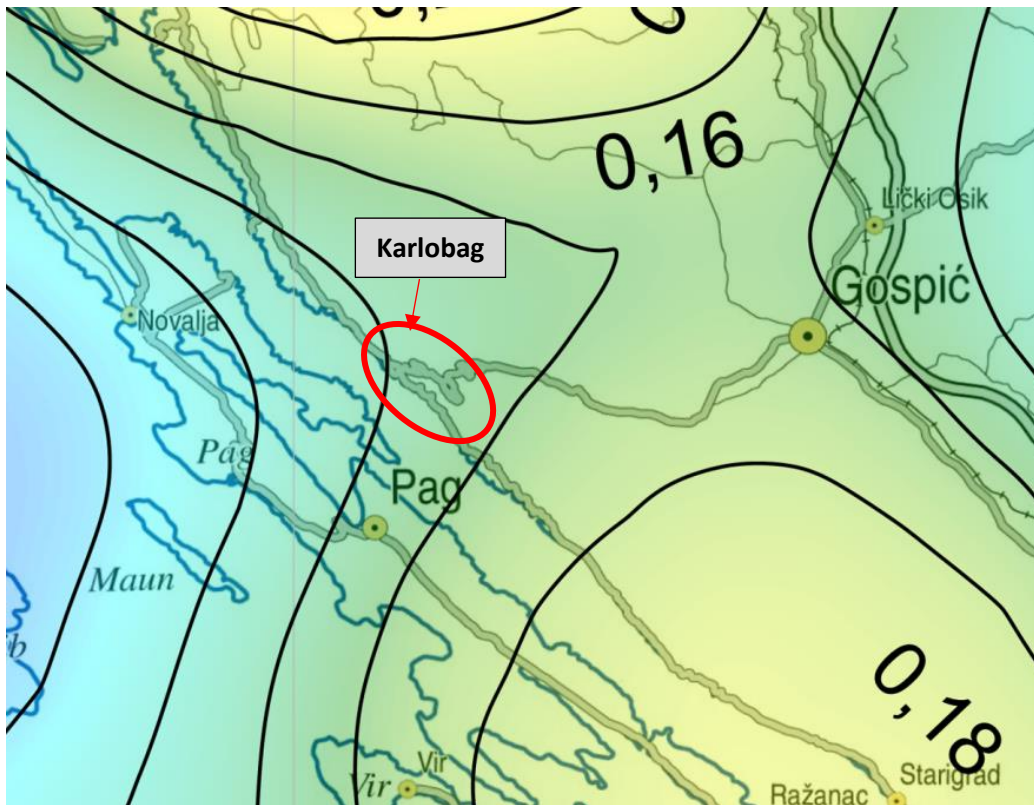 0,16
Lički Osik
Karlobag
Gospić
Novalja
Pag
Pag
Maun
0,18
Vir
Vir
Starigrad
Ražanac